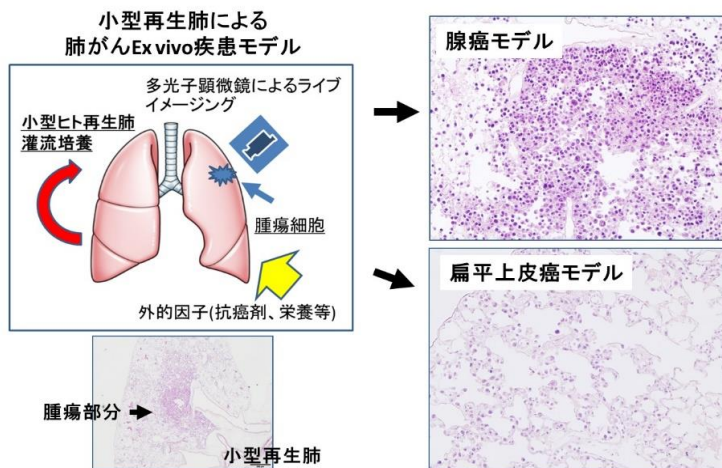 小型再生肺による
肺がんEx vivo疾患モデル
多光子顕微鏡によるライブ
イメージング
小型ヒト再生肺
灌流培養
腫瘍細胞
外的因子(抗癌剤、栄養等)
腫瘍部分
小型再生肺
腺癌モデル
扁平上皮癌モデル